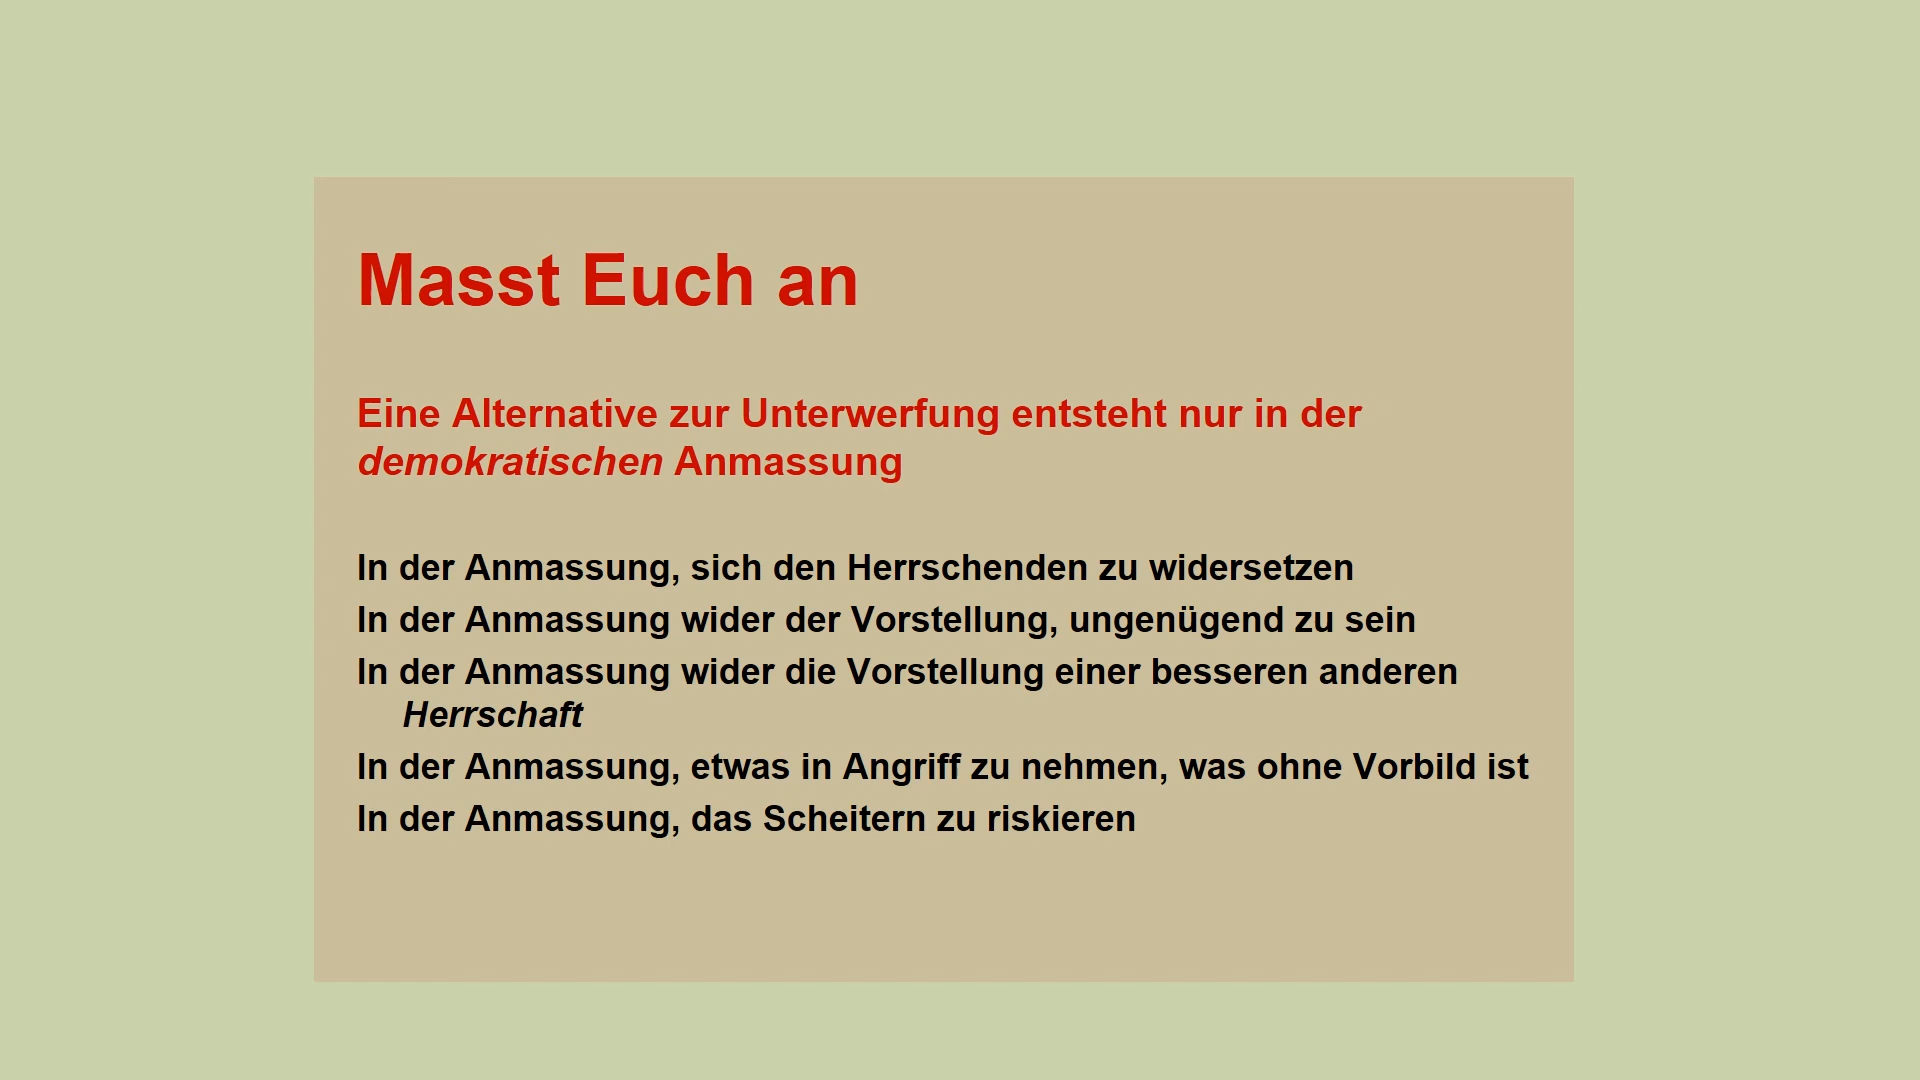 Masst Euch an
Eine Alternative zur Unterwerfung entsteht nur in der
demokratischen Anmassung
In der Anmassung, sich den Herrschenden zu widersetzen
In der Anmassung wider der Vorstellung, ungenügend zu sein
In der Anmassung wider die Vorstellung einer besseren anderen
Herrschaft
In der Anmassung, etwas in Angriff zu nehmen, was ohne Vorbild ist
In der Anmassung, das Scheitern zu riskieren